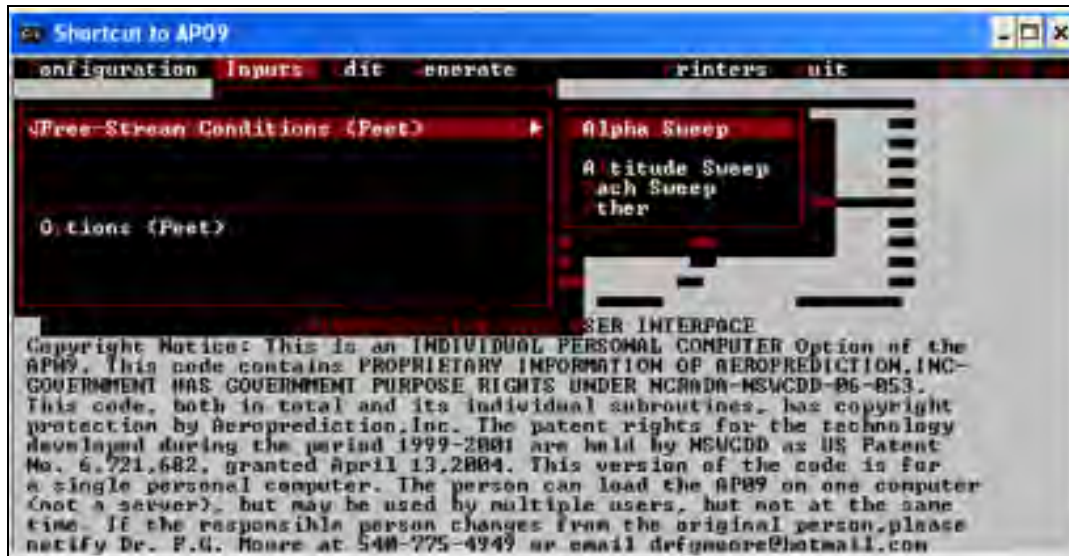 Shortcut to AP09
onfiguration Inputs dit enerate rinters uit
√Free-Stream Conditions (Feet)
Alpha Sweep
A titude Sweep
ach Sweep
ther
O tions (Feet)
SER INTERFACE
Copyright Notice: This is an INDIVIDUAL PERSONAL COMPUTER Option of the
AP09. This code contains PROPRIETARY INFORMATION OF AEROPREDICTION,INC-
GOVERNMENT HAS GOVERNMENT PURPOSE RIGHTS UNDER NCRADA-NSWCDD-06-053.
This code, both in total and its individual subroutines, has copyright
protection by Aeroprediction,Inc. The patent rights for the technology
developed during the period 1999-2001 are held by NSWCDD as US Patent
No. 6,721,682, granted April 13,2004. This version of the code is for
a single personal computer. The person can load the AP09 on one computer
(not a server), but may be used by multiple users, but not at the same
time. If the responsible person changes from the original person,please
notify Dr. F.G. Moore at 540-775-4949 or email drfgmoore@hotmail.com